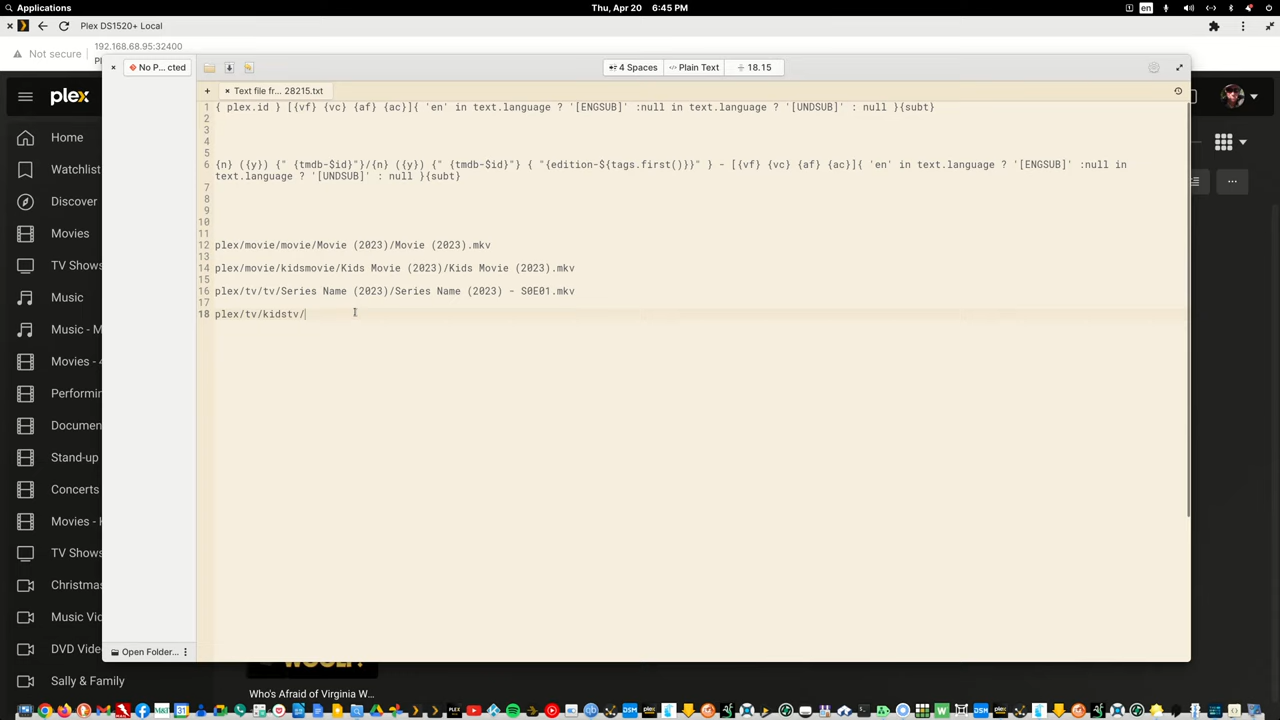 Applications
Thu, Apr 20 6:45 PM
en
Plex DS1520+ Local
Not secure
192.168.68.95:32400
No P... cted
4 Spaces
Plain Text
18.15
plex
Text file fr... 28215.txt
1 { plex.id } [{vf} {vc} {af} {ac}]{ 'en' in text.language ? '[ENGSUB]' :null in text.language ? '[UNDSUB]' : null }{subt}
2
3
4
5
6 {n} ({y}) {" {tmdb-$id}"}/{n} ({y}) {" {tmdb-$id}"} { "{edition-${tags.first()}}" } - [{vf} {vc} {af} {ac}]{ 'en' in text.language ? '[ENGSUB]' :null in
text.language ? '[UNDSUB]' : null }{subt}
7
8
9
10
11
12 plex/movie/movie/Movie (2023)/Movie (2023).mkv
13
14 plex/movie/kidsmovie/Kids Movie (2023)/Kids Movie (2023).mkv
15
16 plex/tv/tv/Series Name (2023)/Series Name (2023) - S0E01.mkv
17
18 plex/tv/kidstv/
Home
Watchlist
Discover
Movies
TV Shows
Music
Music - M
Movies - 4
Performin
Documen
Stand-up
Concerts
Movies - K
TV Shows
Christmas
Music Vid
DVD Vide
Sally & Family
Open Folder...
Who's Afraid of Virginia W...